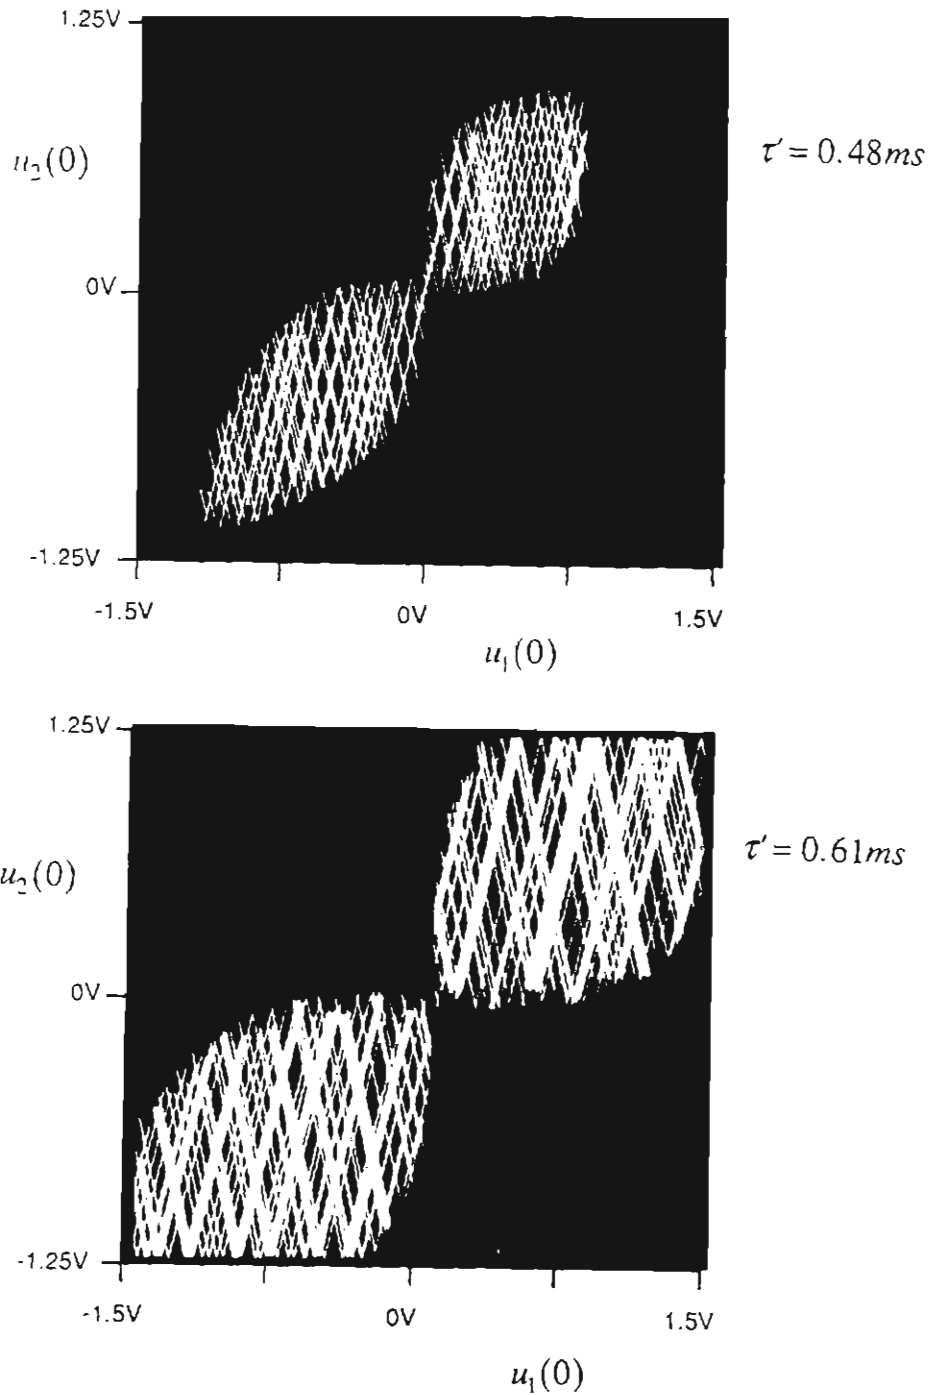 1.25V
u₂(0)
τ′ = 0.48ms
0V
-1.25V
-1.5V 0V 1.5V
u₁(0)
1.25V
τ′ = 0.61ms
u₂(0)
0V
-1.25V
-1.5V 0V 1.5V
u₁(0)